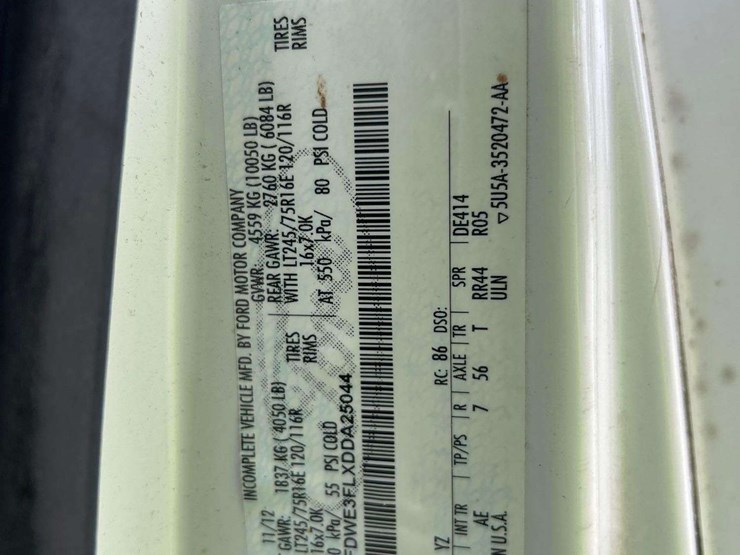 INCOMPLETE VEHICLE MFD. BY FORD MOTOR COMPANY
11/12 GVWR: 4559 KG (10050 LB)
GAWR: 1837 KG ( 4050 LB) REAR GAWR: 2760 KG ( 6084 LB)
LT245/75R16E 120/116R TIRES WITH LT245/75R16E 120/116R TIRES
16x7.0K RIMS 16x7.0K RIMS
0 kPa/ 55 PSI COLD AT 550 kPa/ 80 PSI COLD
FDWE3FLXDDA25044
YZ RC: 86 DSO:
INT TR TP/PS R AXLE TR SPR DE414
AE 7 56 T RR44 R05
N U.S.A. ULN ▽5U5A-3520472-AA